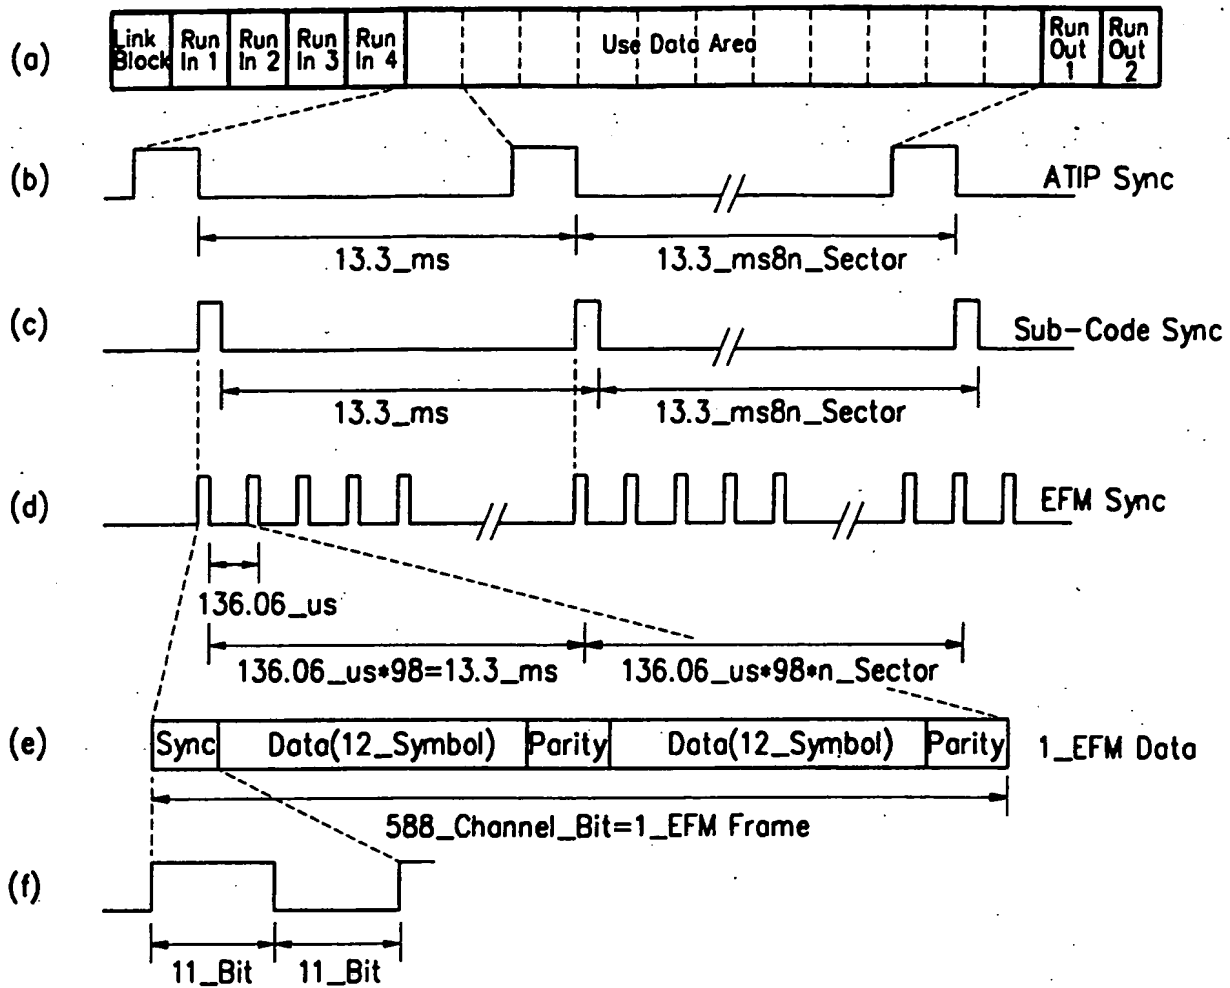 (a)
Link
Block
Run
In 1
Run
In 2
Run
In 3
Run
In 4
Use Data Area
Run
Out
1
Run
Out
2
(b)
ATIP Sync
13.3_ms
13.3_ms8n_Sector
(c)
Sub-Code Sync
13.3_ms
13.3_ms8n_Sector
(d)
EFM Sync
136.06_us
136.06_us*98=13.3_ms
136.06_us*98*n_Sector
(e)
Sync
Data(12_Symbol)
Parity
Data(12_Symbol)
Parity
1_EFM Data
588_Channel_Bit=1_EFM Frame
(f)
11_Bit
11_Bit